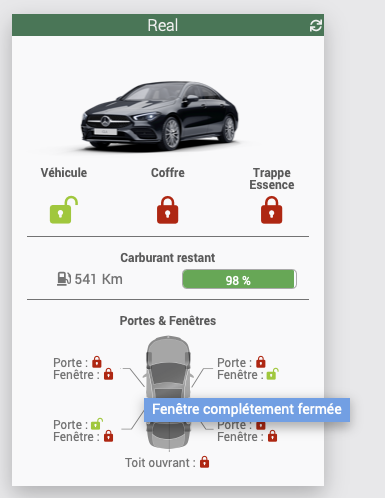 Real
Véhicule
Coffre
Trappe
Essence
Carburant restant
541 Km
98 %
Portes & Fenêtres
Porte :
Fenêtre :
Porte :
Fenêtre :
Fenêtre complétement fermée
Porte :
Fenêtre :
Porte :
Fenêtre :
Toit ouvrant :